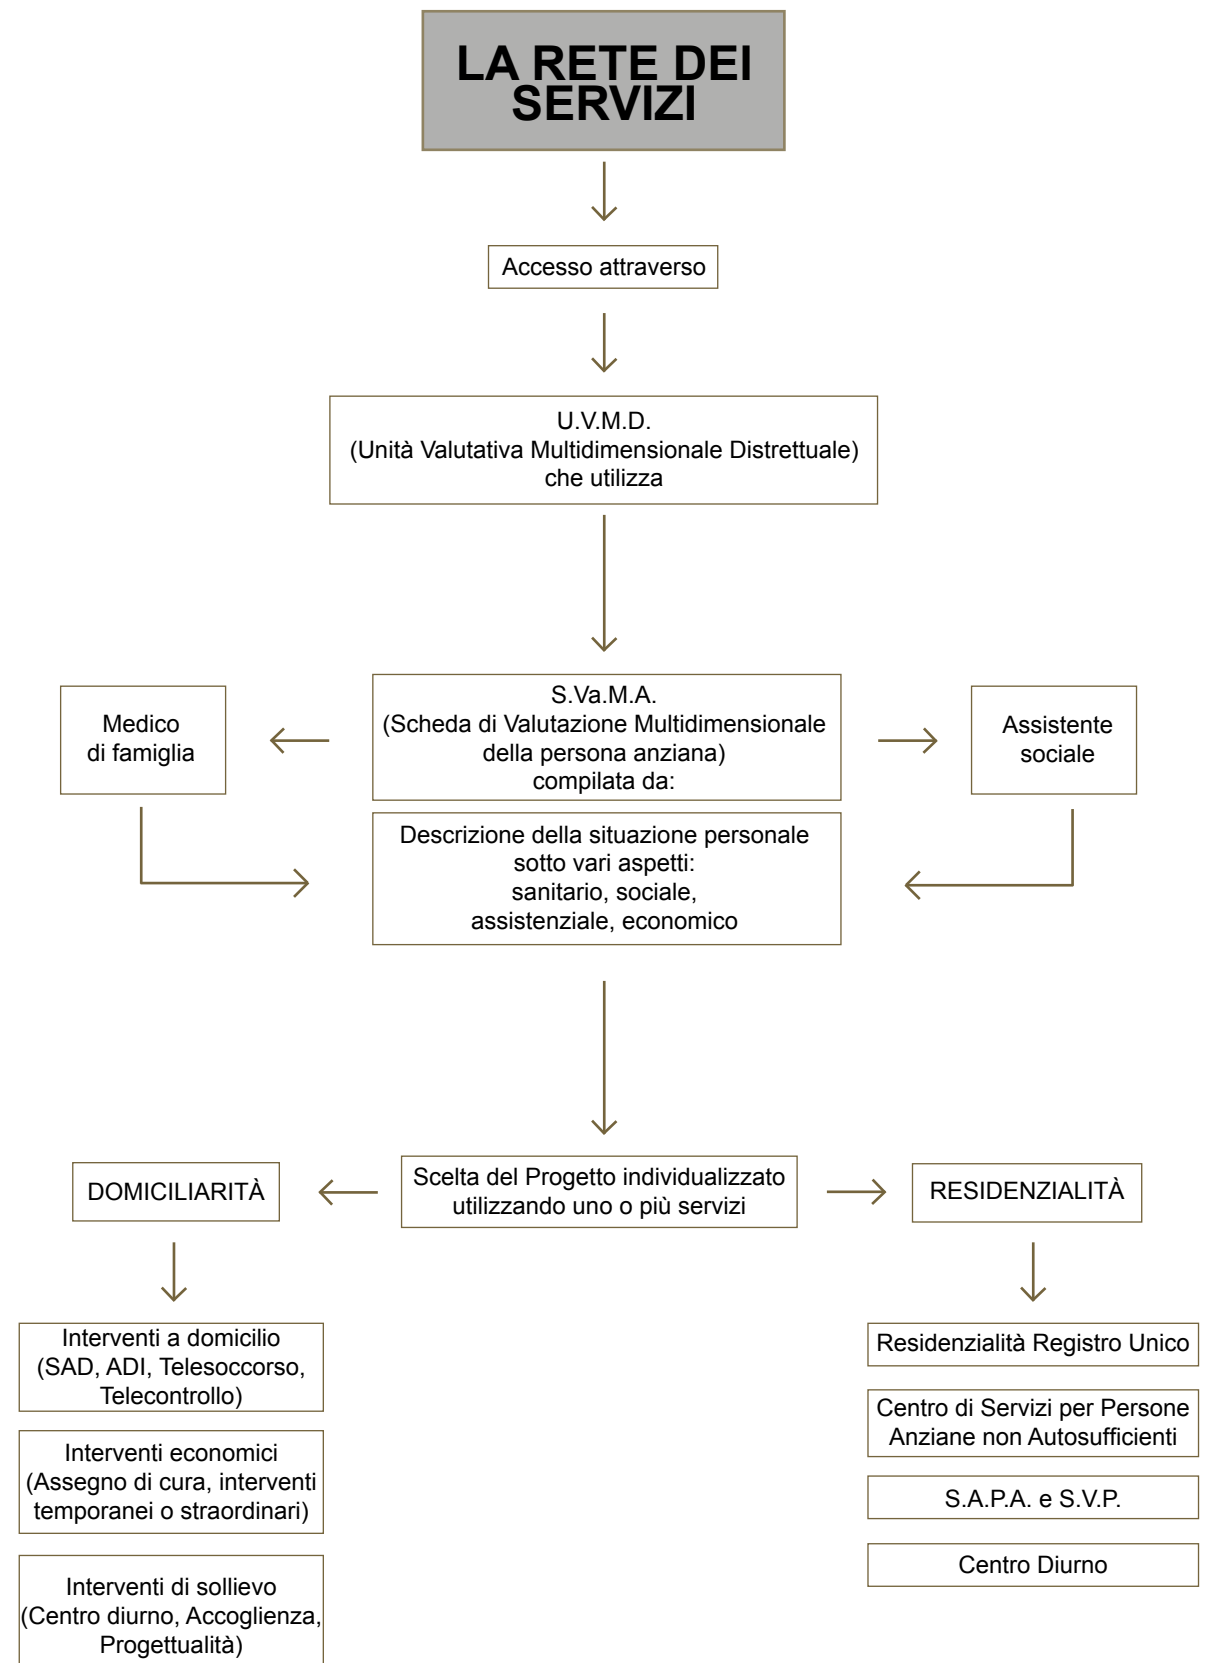 LA RETE DEI
SERVIZI
Accesso attraverso
U.V.M.D.
(Unità Valutativa Multidimensionale Distrettuale)
che utilizza
Medico
di famiglia
S.Va.M.A.
(Scheda di Valutazione Multidimensionale
della persona anziana)
compilata da:
Assistente
sociale
Descrizione della situazione personale
sotto vari aspetti:
sanitario, sociale,
assistenziale, economico
DOMICILIARITÀ
Scelta del Progetto individualizzato
utilizzando uno o più servizi
RESIDENZIALITÀ
Interventi a domicilio
(SAD, ADI, Telesoccorso,
Telecontrollo)
Interventi economici
(Assegno di cura, interventi
temporanei o straordinari)
Interventi di sollievo
(Centro diurno, Accoglienza,
Progettualità)
Residenzialità Registro Unico
Centro di Servizi per Persone
Anziane non Autosufficienti
S.A.P.A. e S.V.P.
Centro Diurno